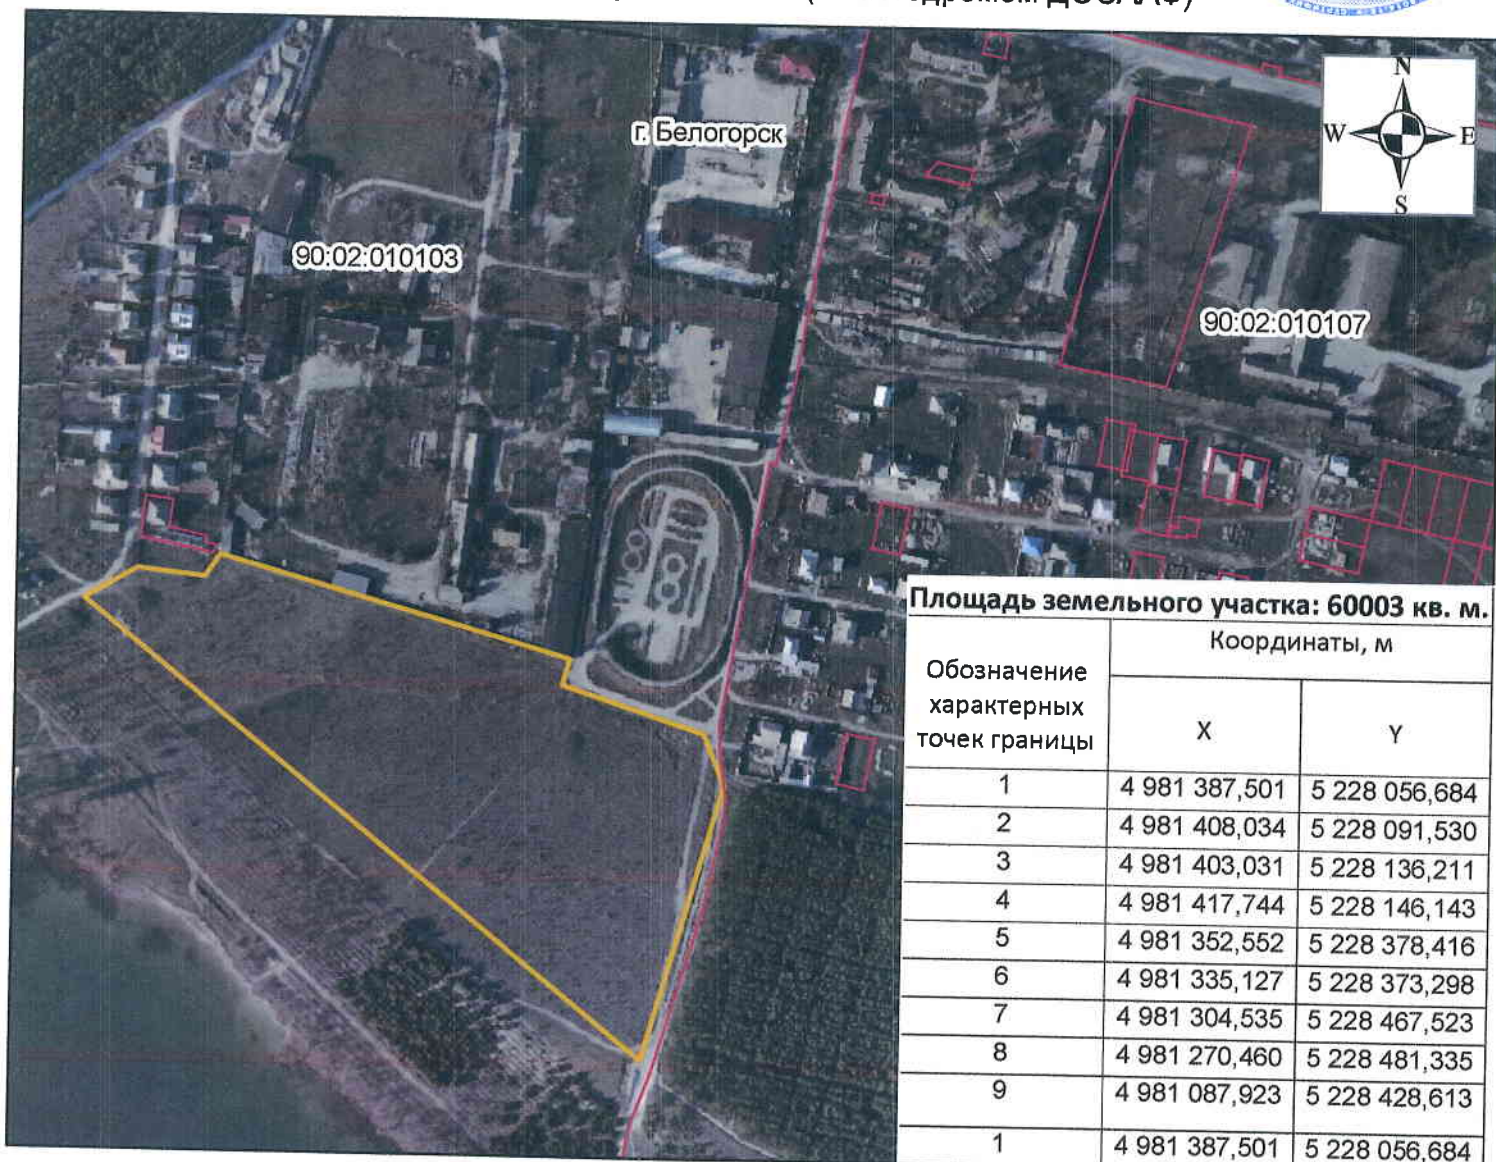 ДОСААФ)
N
г. Белогорск
W E
S
90:02:010103
90:02:010107
Площадь земельного участка: 60003 кв. м.
Обозначение характерных точек границы Координаты, м
X Y
1 4 981 387,501 5 228 056,684
2 4 981 408,034 5 228 091,530
3 4 981 403,031 5 228 136,211
4 4 981 417,744 5 228 146,143
5 4 981 352,552 5 228 378,416
6 4 981 335,127 5 228 373,298
7 4 981 304,535 5 228 467,523
8 4 981 270,460 5 228 481,335
9 4 981 087,923 5 228 428,613
1 4 981 387,501 5 228 056,684